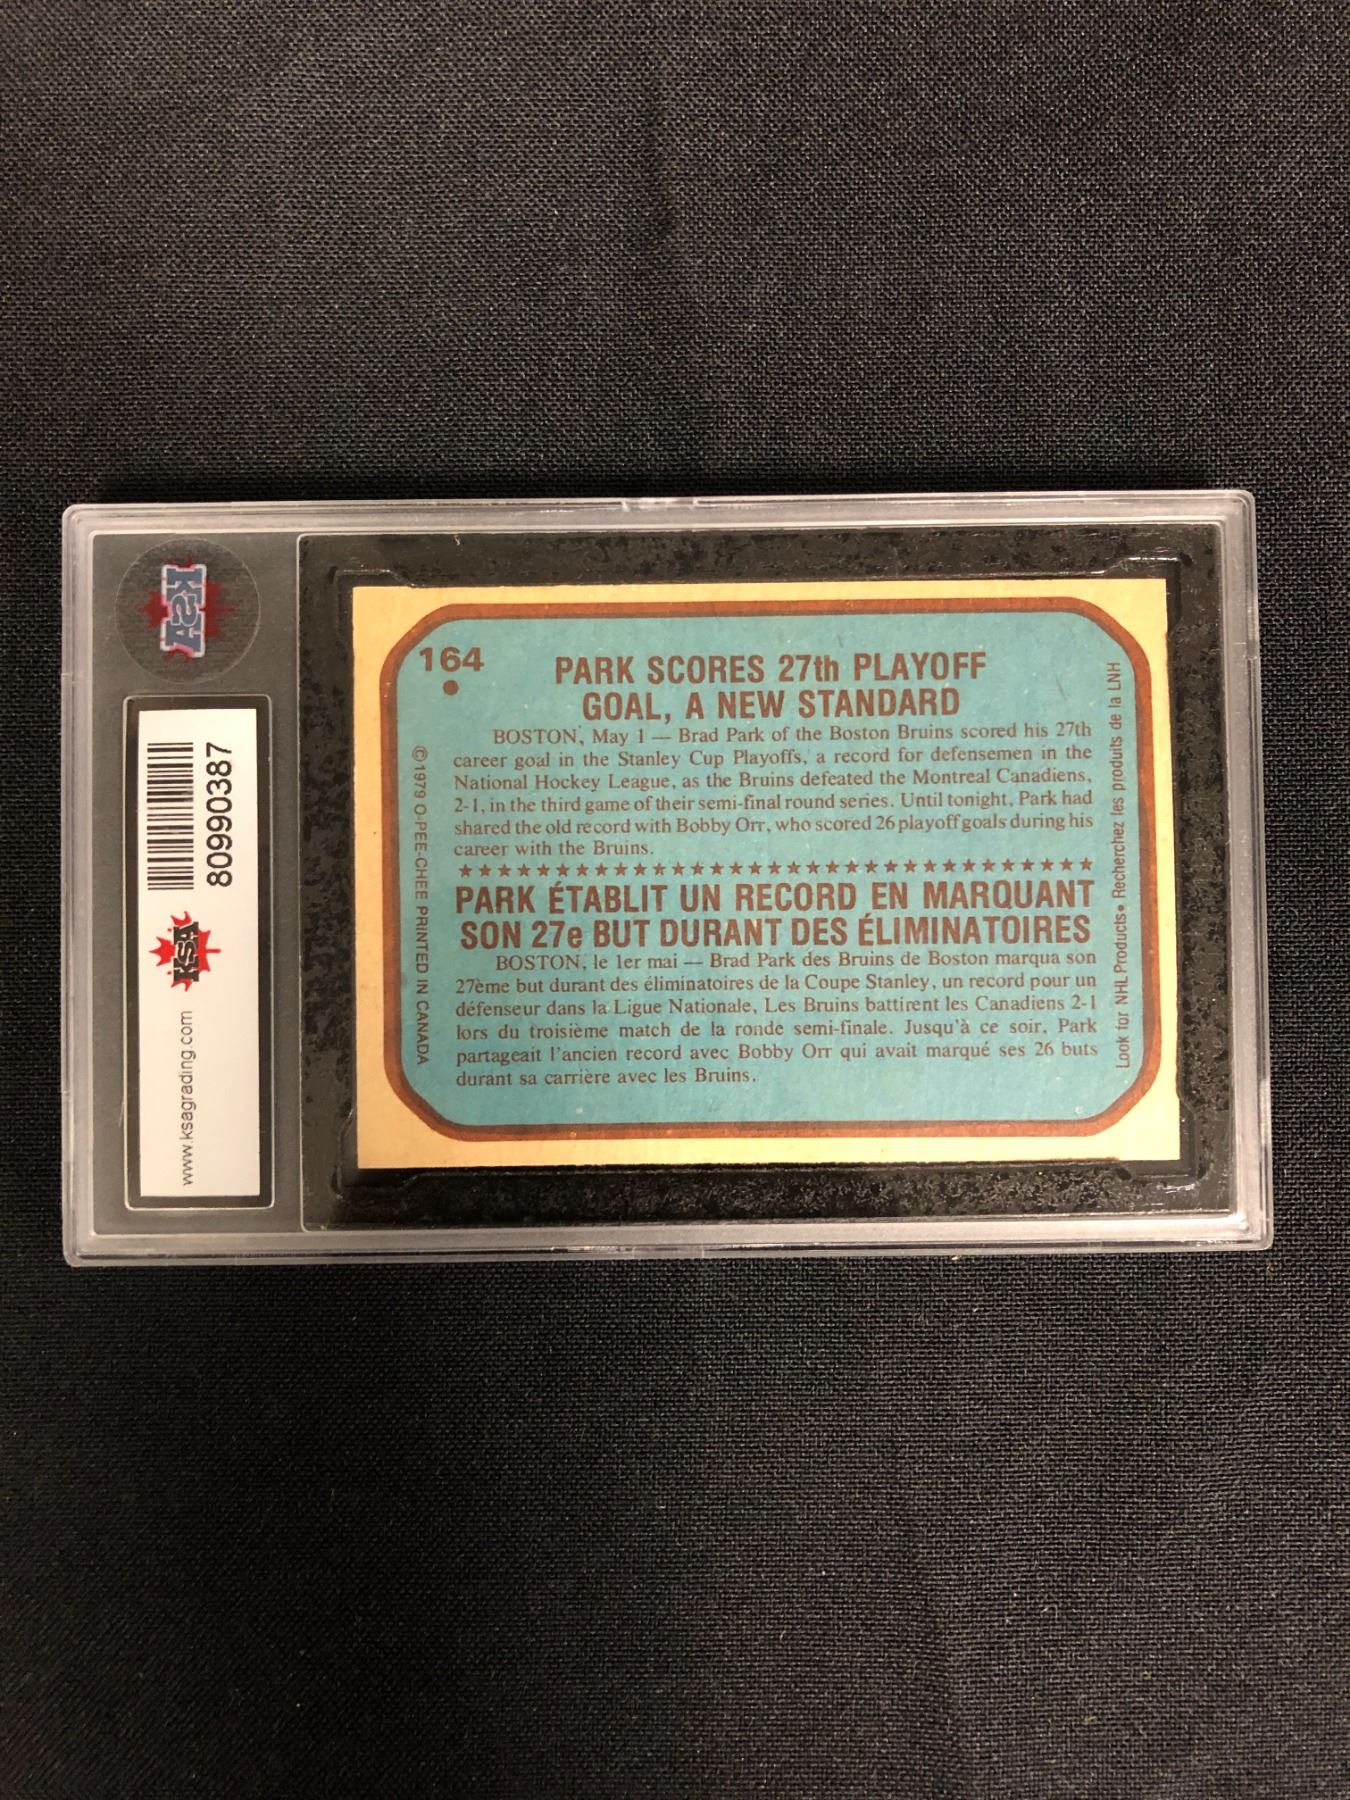 KSA
80990387
KSA
www.ksagrading.com
164
PARK SCORES 27th PLAYOFF
GOAL, A NEW STANDARD
BOSTON, May 1 — Brad Park of the Boston Bruins scored his 27th
career goal in the Stanley Cup Playoffs, a record for defensemen in the
National Hockey League, as the Bruins defeated the Montreal Canadiens,
2-1, in the third game of their semi-final round series. Until tonight, Park had
shared the old record with Bobby Orr, who scored 26 playoff goals during his
career with the Bruins.
PARK ÉTABLIT UN RECORD EN MARQUANT
SON 27e BUT DURANT DES ÉLIMINATOIRES
BOSTON, le 1er mai — Brad Park des Bruins de Boston marqua son
27ème but durant des éliminatoires de la Coupe Stanley, un record pour un
défenseur dans la Ligue Nationale, Les Bruins battirent les Canadiens 2-1
lors du troisième match de la ronde semi-finale. Jusqu'à ce soir, Park
partageait l'ancien record avec Bobby Orr qui avait marqué ses 26 buts
durant sa carrière avec les Bruins.
©1979 O-PEE-CHEE PRINTED IN CANADA
Look for NHL Products • Recherchez les produits de la LNH